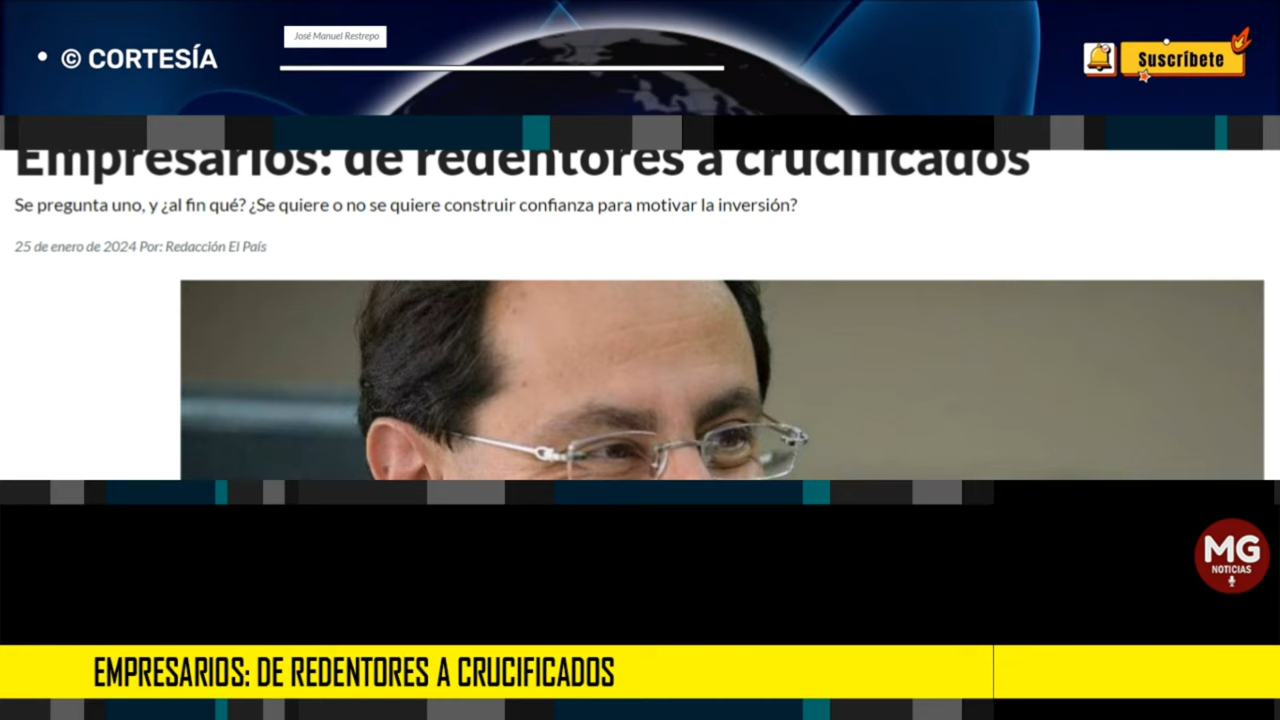 José Manuel Restrepo
• © CORTESÍA
Suscríbete
Empresarios: de redentores a crucificados
Se pregunta uno, y ¿al fin qué? ¿Se quiere o no se quiere construir confianza para motivar la inversión?
25 de enero de 2024 Por: Redacción El País
MG
NOTICIAS
EMPRESARIOS: DE REDENTORES A CRUCIFICADOS